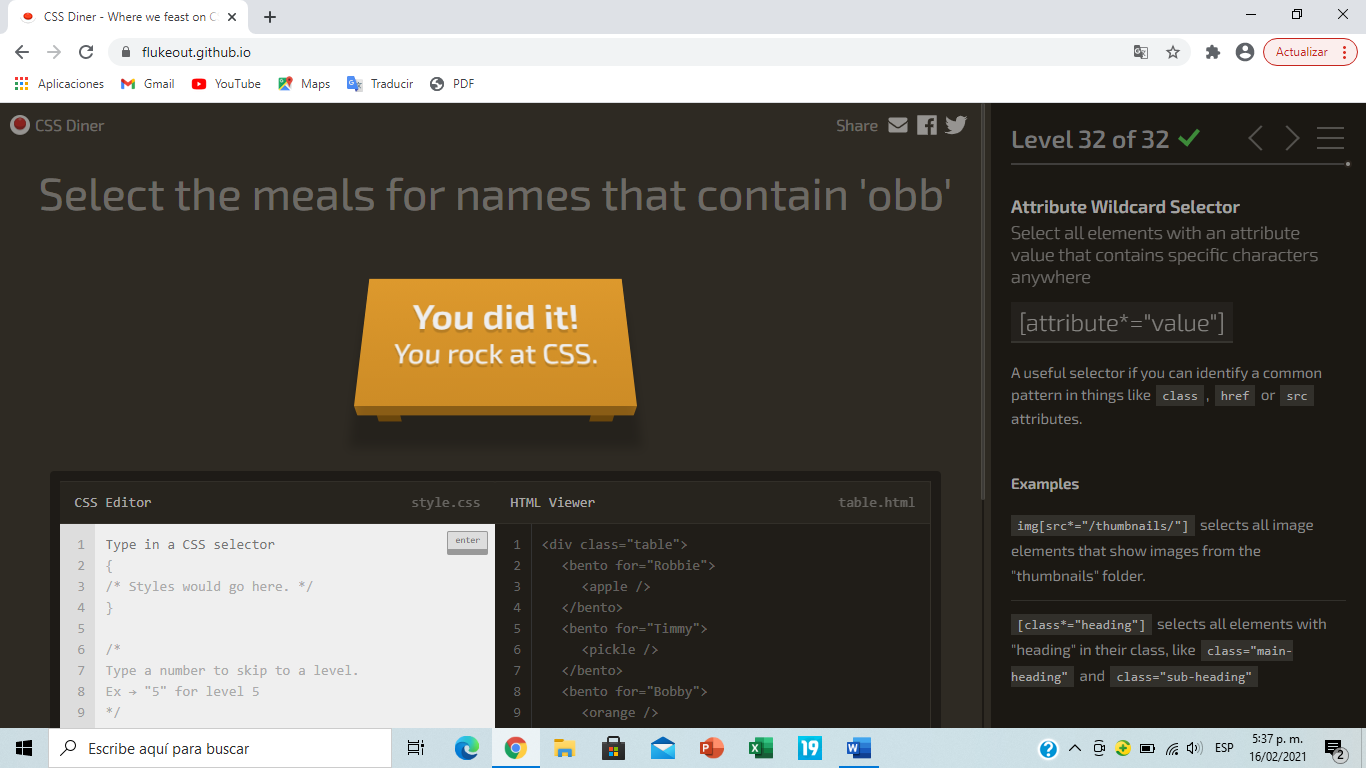 CSS Diner - Where we feast on C
flukeout.github.io
Actualizar
Aplicaciones
Gmail
YouTube
Maps
Traducir
PDF
CSS Diner
Share
Select the meals for names that contain 'obb'
You did it!
You rock at CSS.
CSS Editor
style.css
HTML Viewer
table.html
1 Type in a CSS selector
enter
2 {
3 /* Styles would go here. */
4 }
5
6 /*
7 Type a number to skip to a level.
8 Ex → "5" for level 5
9 */
1 <div class="table">
2 <bento for="Robbie">
3 <apple />
4 </bento>
5 <bento for="Timmy">
6 <pickle />
7 </bento>
8 <bento for="Bobby">
9 <orange />
Level 32 of 32
Attribute Wildcard Selector
Select all elements with an attribute
value that contains specific characters
anywhere
[attribute*="value"]
A useful selector if you can identify a common
pattern in things like class , href or src
attributes.
Examples
img[src*="/thumbnails/"] selects all image
elements that show images from the
"thumbnails" folder.
[class*="heading"] selects all elements with
"heading" in their class, like class="main-
heading" and class="sub-heading"
Escribe aquí para buscar
19
ESP
5:37 p. m.
16/02/2021
2